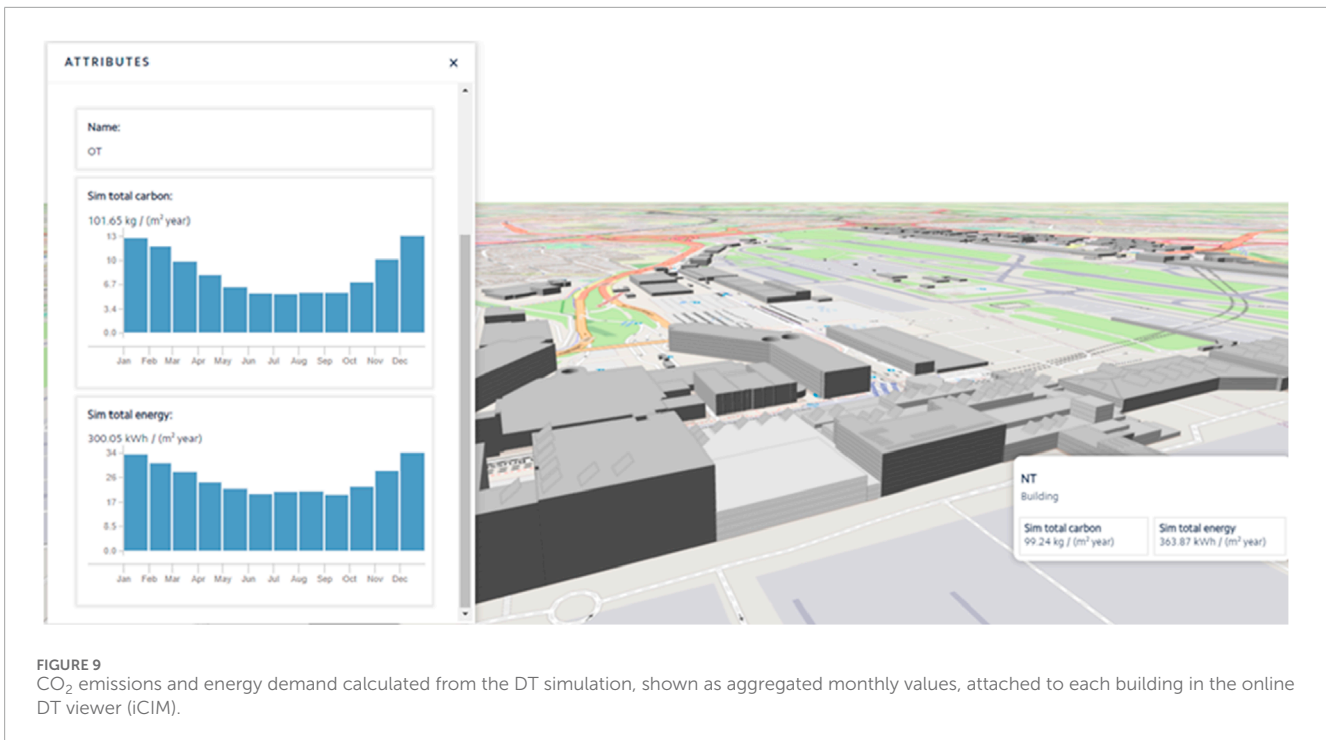 ATTRIBUTES ×
Name:
OT
Sim total carbon:
101.65 kg / (m² year)
13
10
6.7
3.4
0.0
Jan Feb Mar Apr May Jun Jul Aug Sep Oct Nov Dec
Sim total energy:
300.05 kWh / (m² year)
34
26
17
8.5
0.0
Jan Feb Mar Apr May Jun Jul Aug Sep Oct Nov Dec
NT
Building
Sim total carbon Sim total energy
99.24 kg / (m² year) 363.87 kWh / (m² year)
FIGURE 9
CO₂ emissions and energy demand calculated from the DT simulation, shown as aggregated monthly values, attached to each building in the online
DT viewer (iCIM).